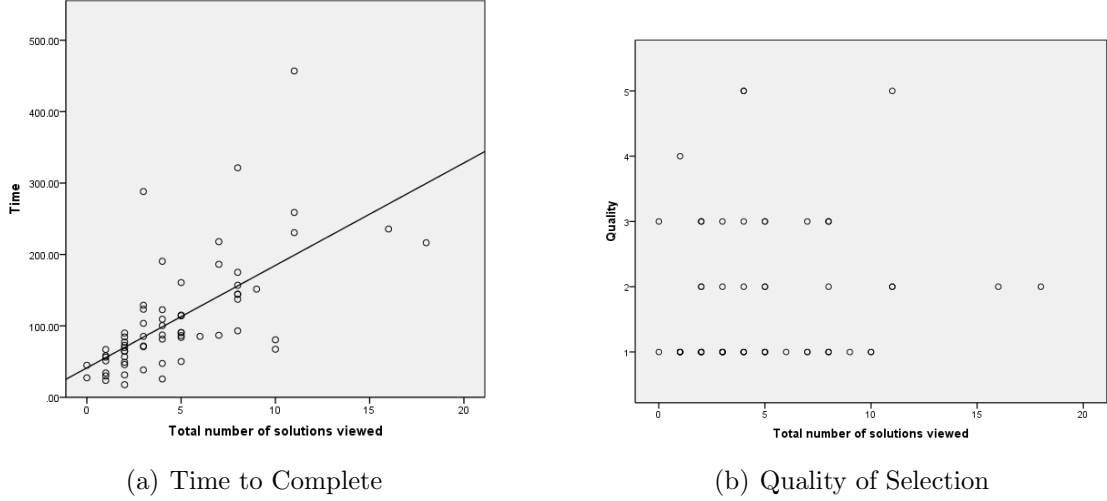 500.00
400.00
300.00
200.00
100.00
.00
Time
0 5 10 15 20
Total number of solutions viewed
(a) Time to Complete
5
4
3
2
1
Quality
0 5 10 15 20
Total number of solutions viewed
(b) Quality of Selection